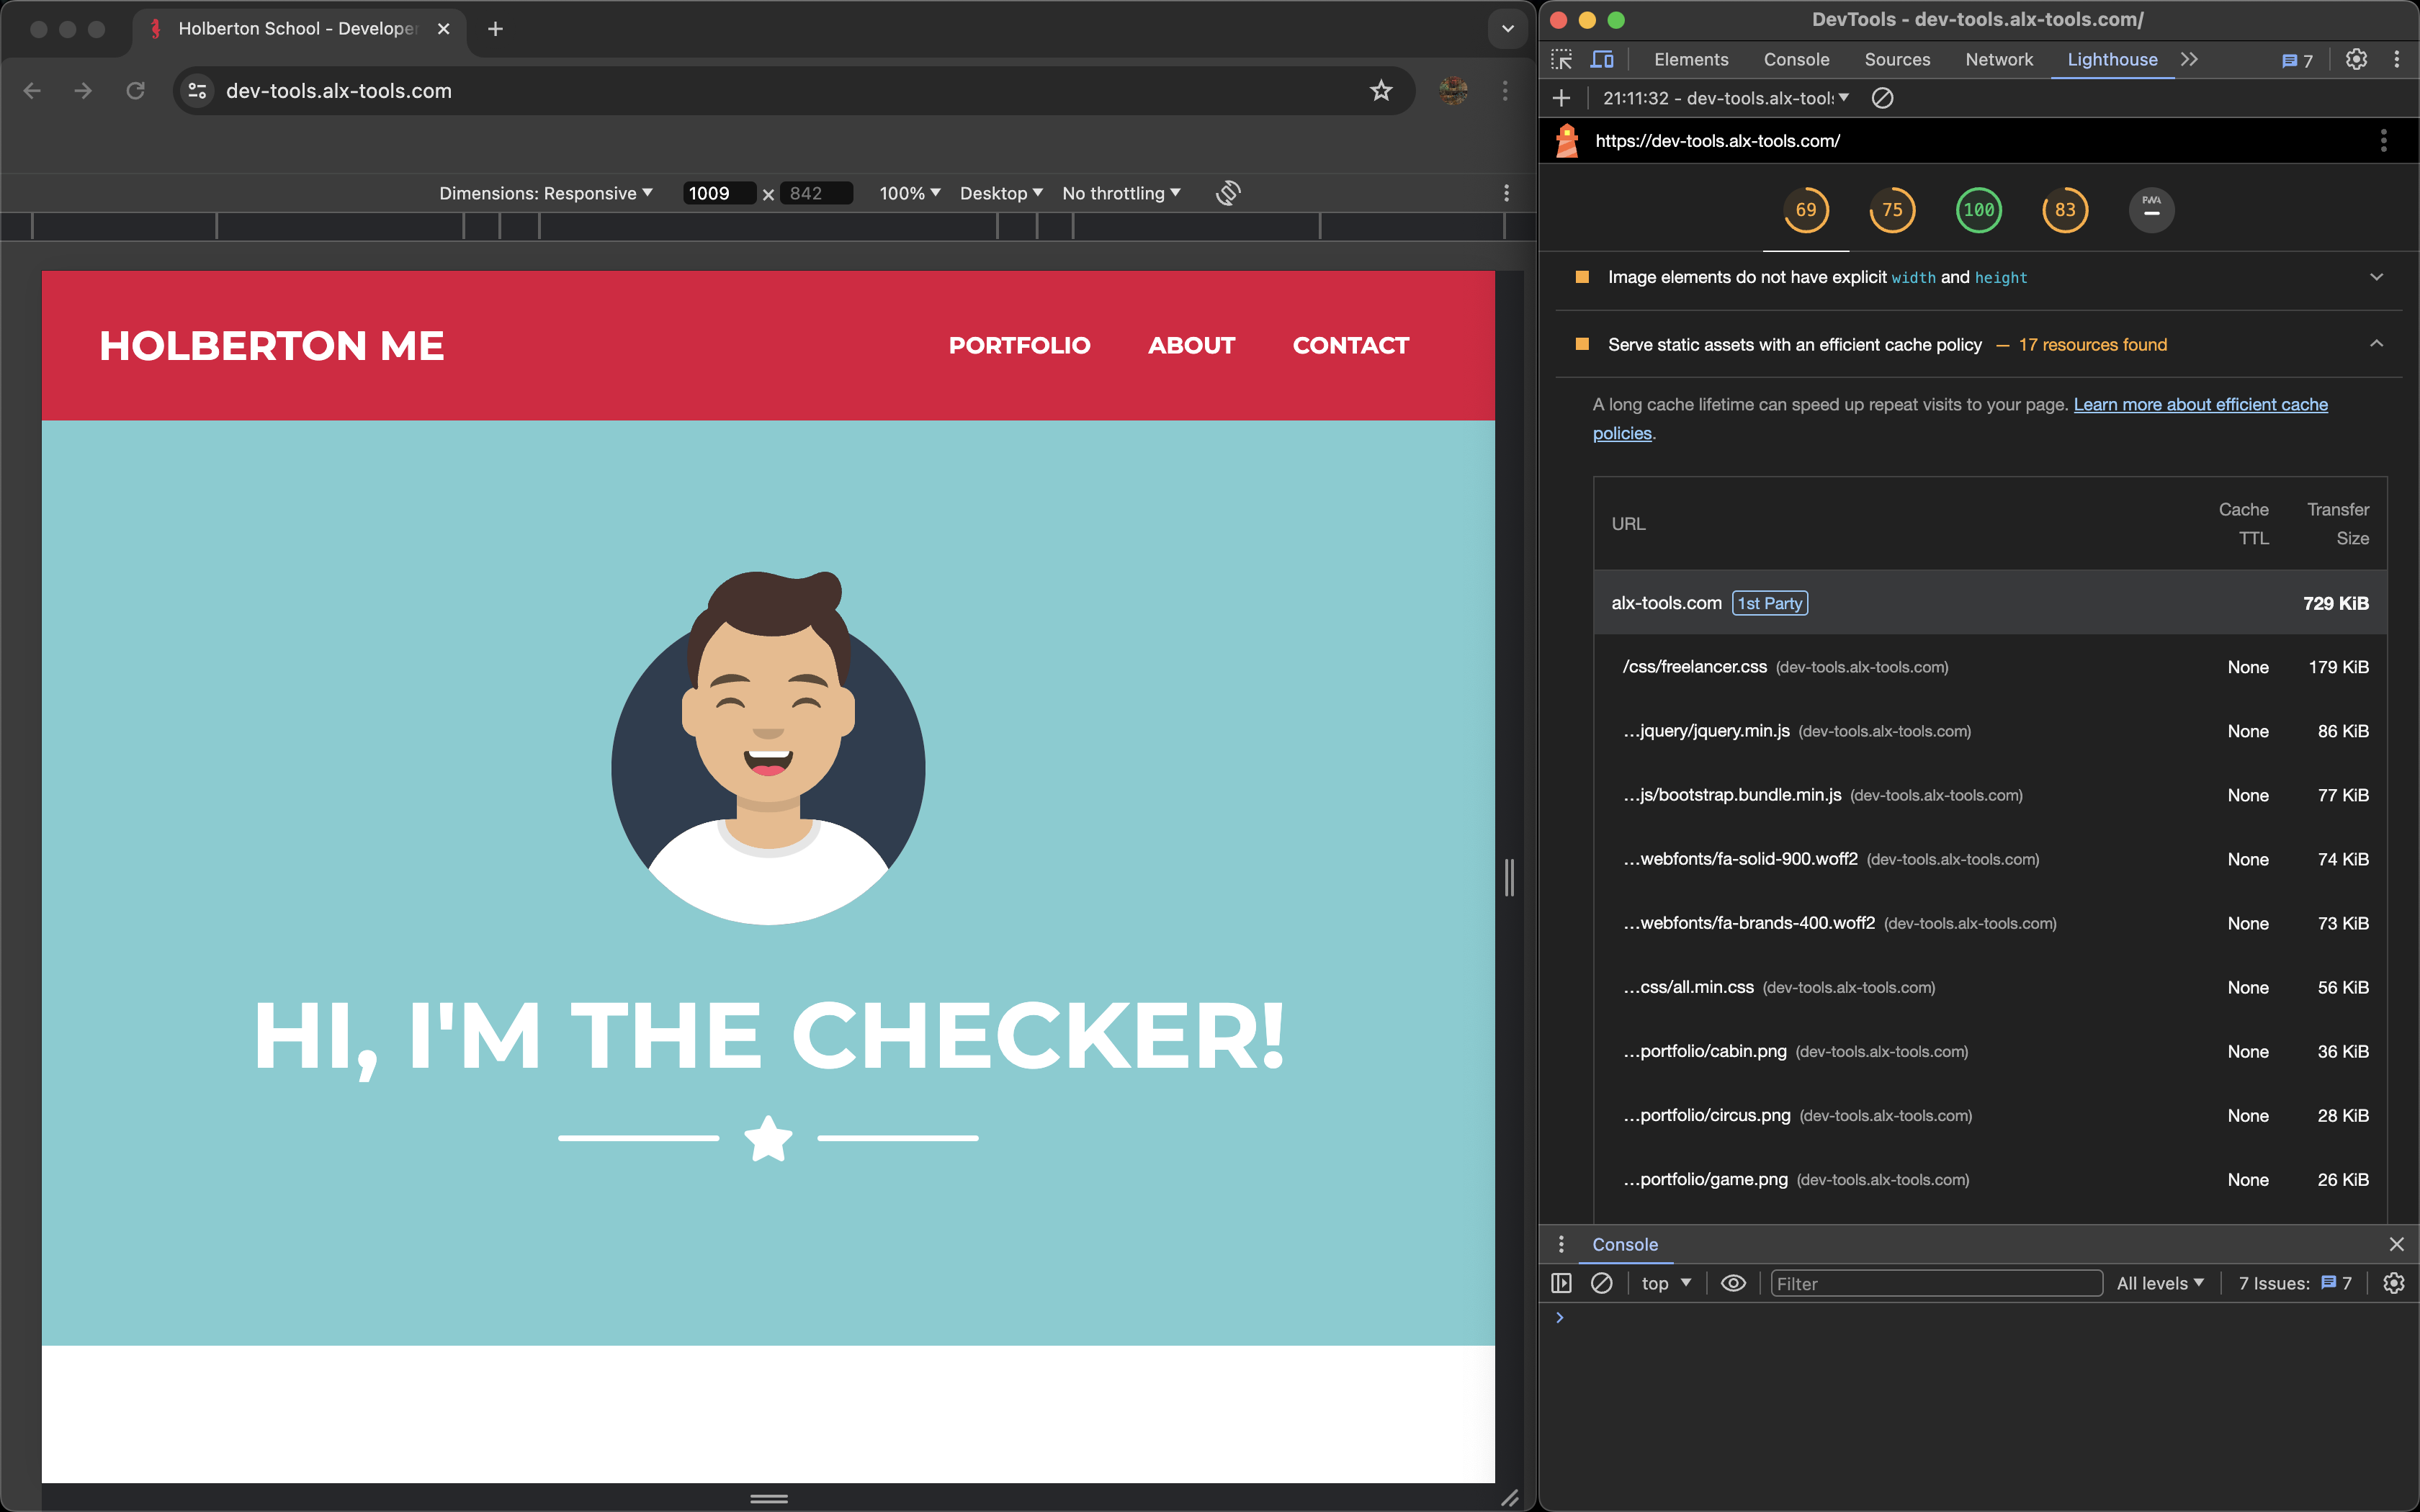 Holberton School - Developer
dev-tools.alx-tools.com
Dimensions: Responsive 1009 × 842 100% Desktop No throttling
HOLBERTON ME
PORTFOLIO ABOUT CONTACT
HI, I'M THE CHECKER!
DevTools - dev-tools.alx-tools.com/
Elements Console Sources Network Lighthouse 7
21:11:32 - dev-tools.alx-tools
https://dev-tools.alx-tools.com/
69 75 100 83 PWA
Image elements do not have explicit width and height
Serve static assets with an efficient cache policy — 17 resources found
A long cache lifetime can speed up repeat visits to your page. Learn more about efficient cache
policies.
URL Cache TTL Transfer Size
alx-tools.com 1st Party 729 KiB
/css/freelancer.css (dev-tools.alx-tools.com) None 179 KiB
…jquery/jquery.min.js (dev-tools.alx-tools.com) None 86 KiB
…js/bootstrap.bundle.min.js (dev-tools.alx-tools.com) None 77 KiB
…webfonts/fa-solid-900.woff2 (dev-tools.alx-tools.com) None 74 KiB
…webfonts/fa-brands-400.woff2 (dev-tools.alx-tools.com) None 73 KiB
…css/all.min.css (dev-tools.alx-tools.com) None 56 KiB
…portfolio/cabin.png (dev-tools.alx-tools.com) None 36 KiB
…portfolio/circus.png (dev-tools.alx-tools.com) None 28 KiB
…portfolio/game.png (dev-tools.alx-tools.com) None 26 KiB
Console
top Filter All levels 7 Issues: 7